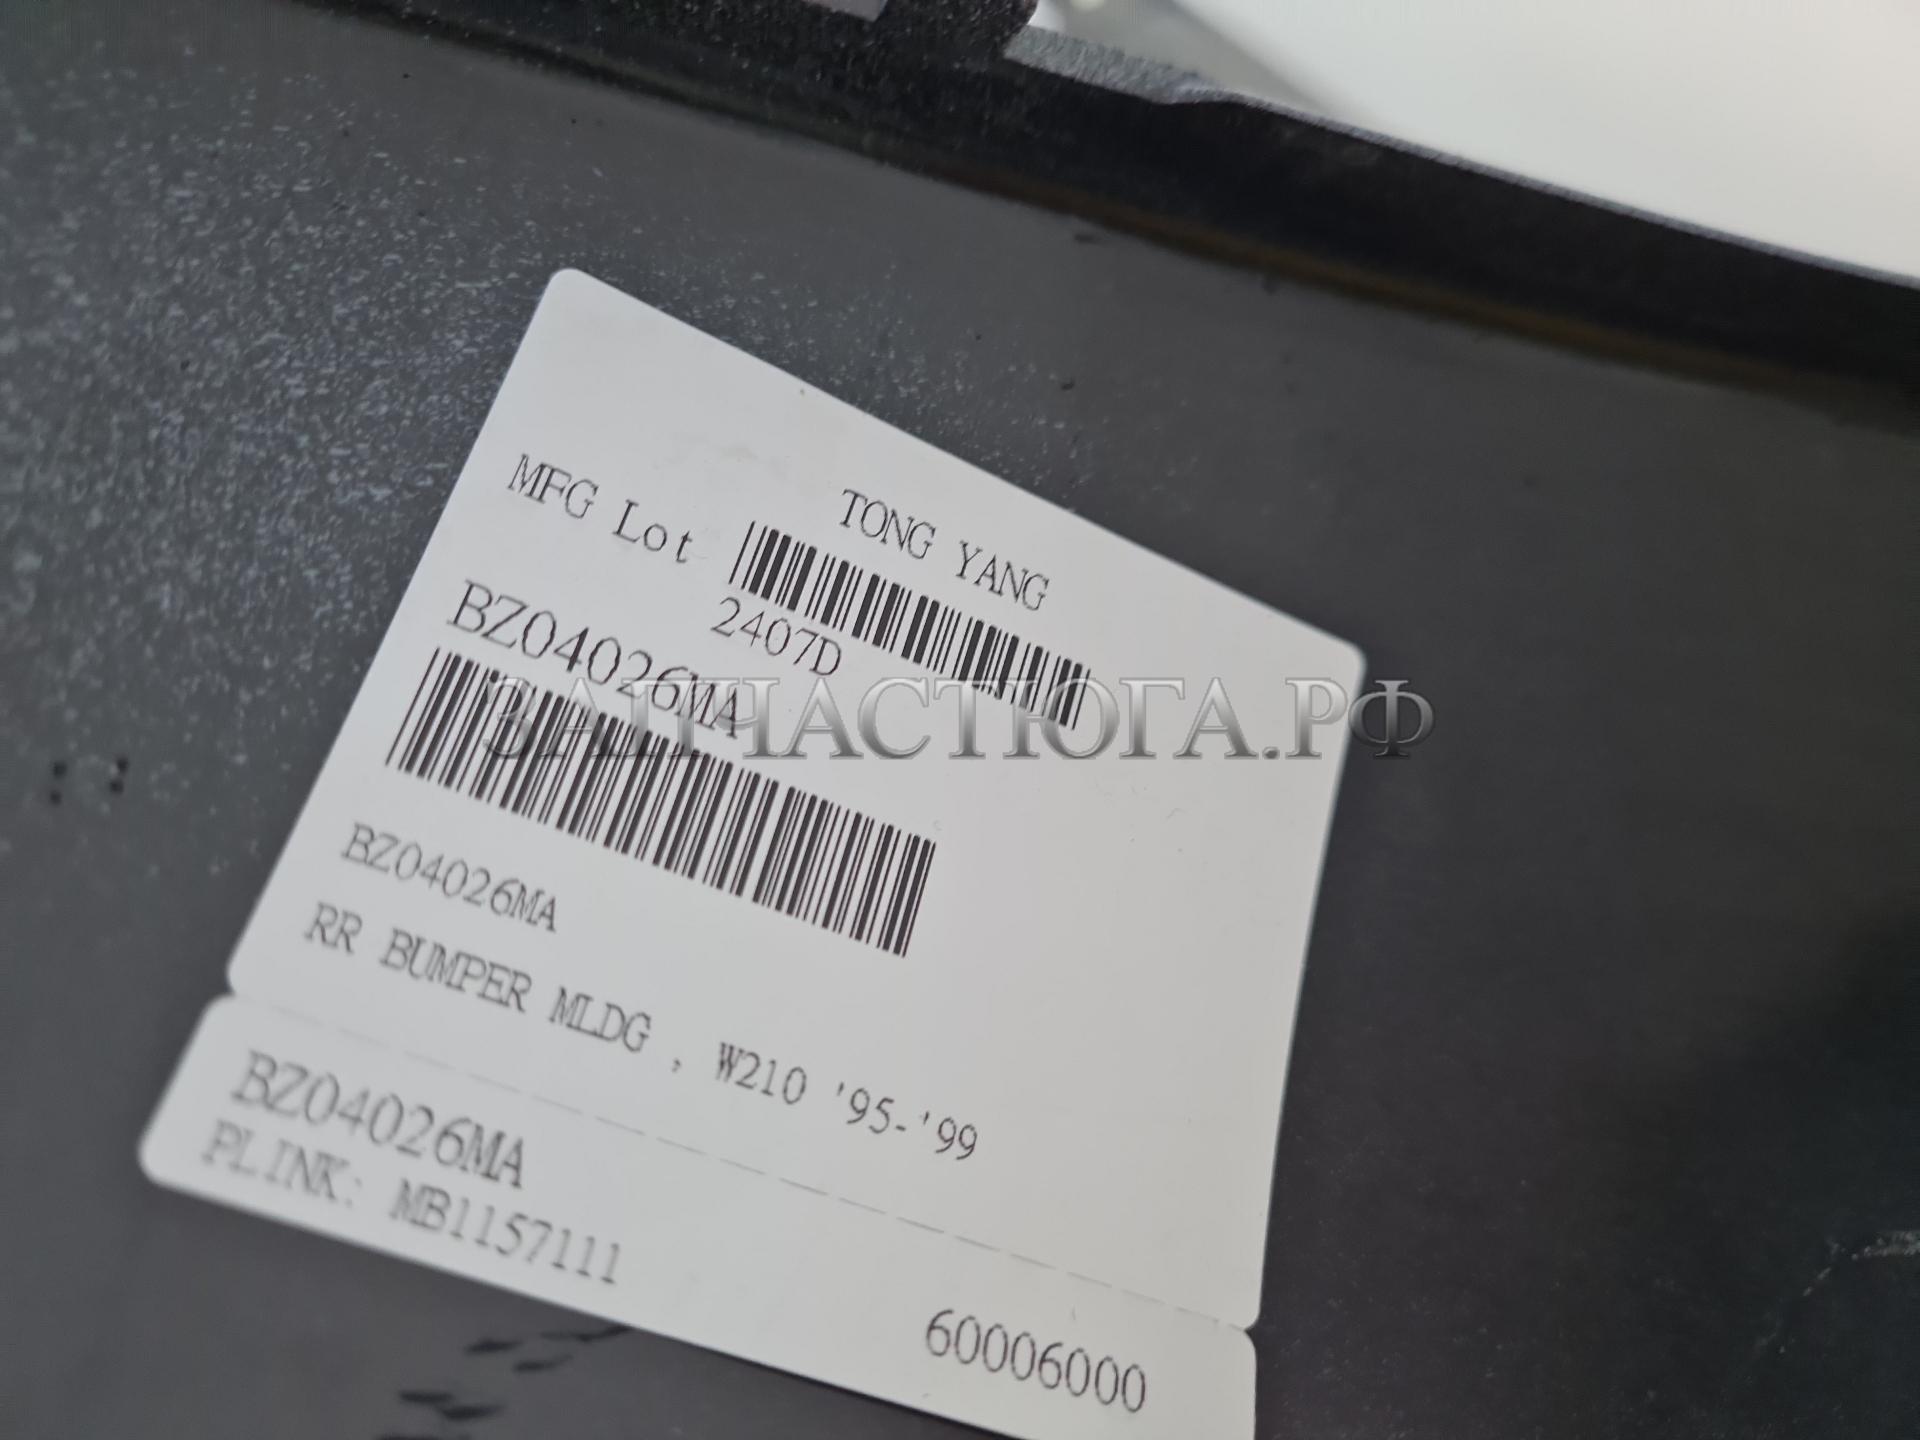 TONG YANG
MFG Lot
2407D
BZ04026MA
BZ04026MA
RR BUMPER MLDG , W210 '95-'99
BZ04026MA
PLINK: MB1157111
60006000
ЗАПЧАСТЮГА.РФ